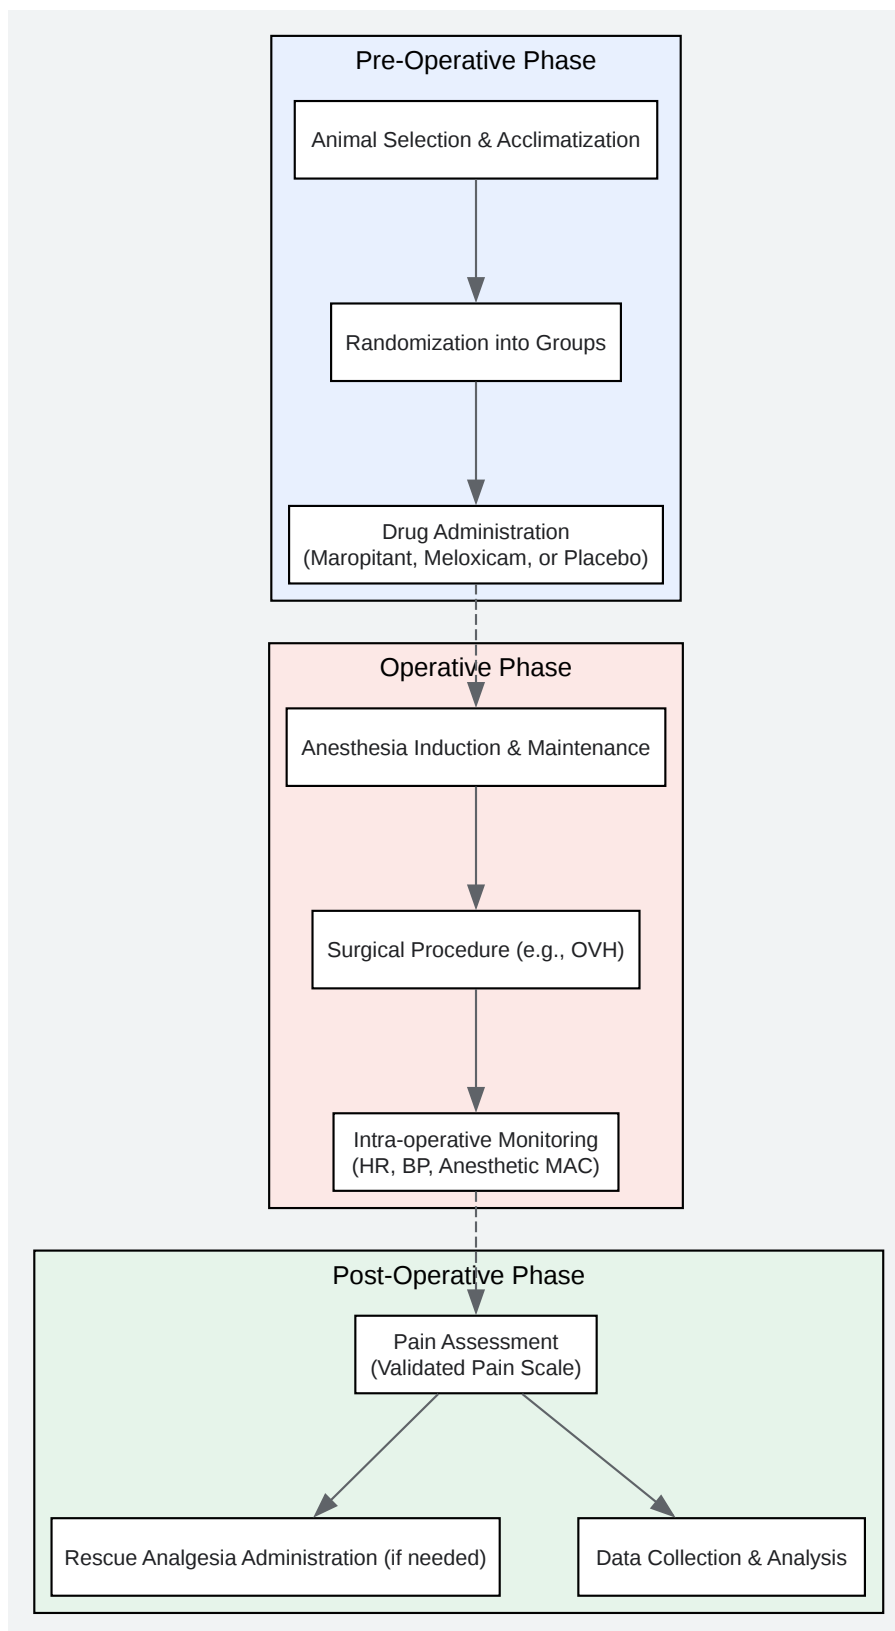 Pre-Operative Phase
Animal Selection & Acclimatization
Randomization into Groups
Drug Administration
(Maropitant, Meloxicam, or Placebo)
Operative Phase
Anesthesia Induction & Maintenance
Surgical Procedure (e.g., OVH)
Intra-operative Monitoring
(HR, BP, Anesthetic MAC)
Post-Operative Phase
Pain Assessment
(Validated Pain Scale)
Rescue Analgesia Administration (if needed)
Data Collection & Analysis